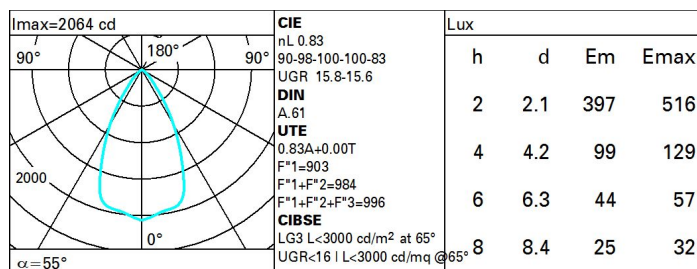 Imax=2064 cd
90°
180°
90°
2000
0°
α=55°
CIE
nL 0.83
90-98-100-100-83
UGR 15.8-15.6
DIN
A.61
UTE
0.83A+0.00T
F"1=903
F"1+F"2=984
F"1+F"2+F"3=996
CIBSE
LG3 L<3000 cd/m² at 65°
UGR<16 | L<3000 cd/mq @65°
Lux
h d Em Emax
2 2.1 397 516
4 4.2 99 129
6 6.3 44 57
8 8.4 25 32